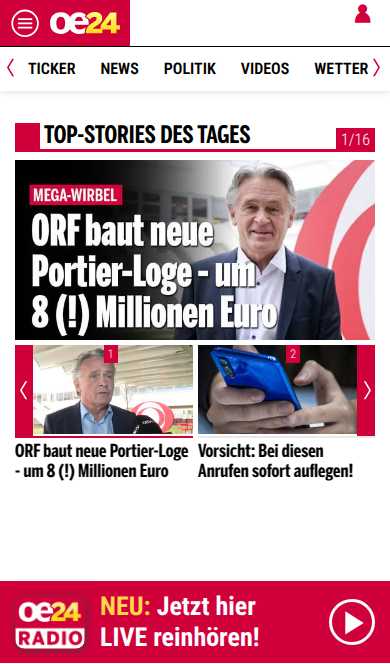 oe24
TICKER NEWS POLITIK VIDEOS WETTER
TOP-STORIES DES TAGES
1/16
MEGA-WIRBEL
ORF baut neue
Portier-Loge - um
8 (!) Millionen Euro
1
2
ORF baut neue Portier-Loge
- um 8 (!) Millionen Euro
Vorsicht: Bei diesen
Anrufen sofort auflegen!
oe24
RADIO
NEU: Jetzt hier
LIVE reinhören!